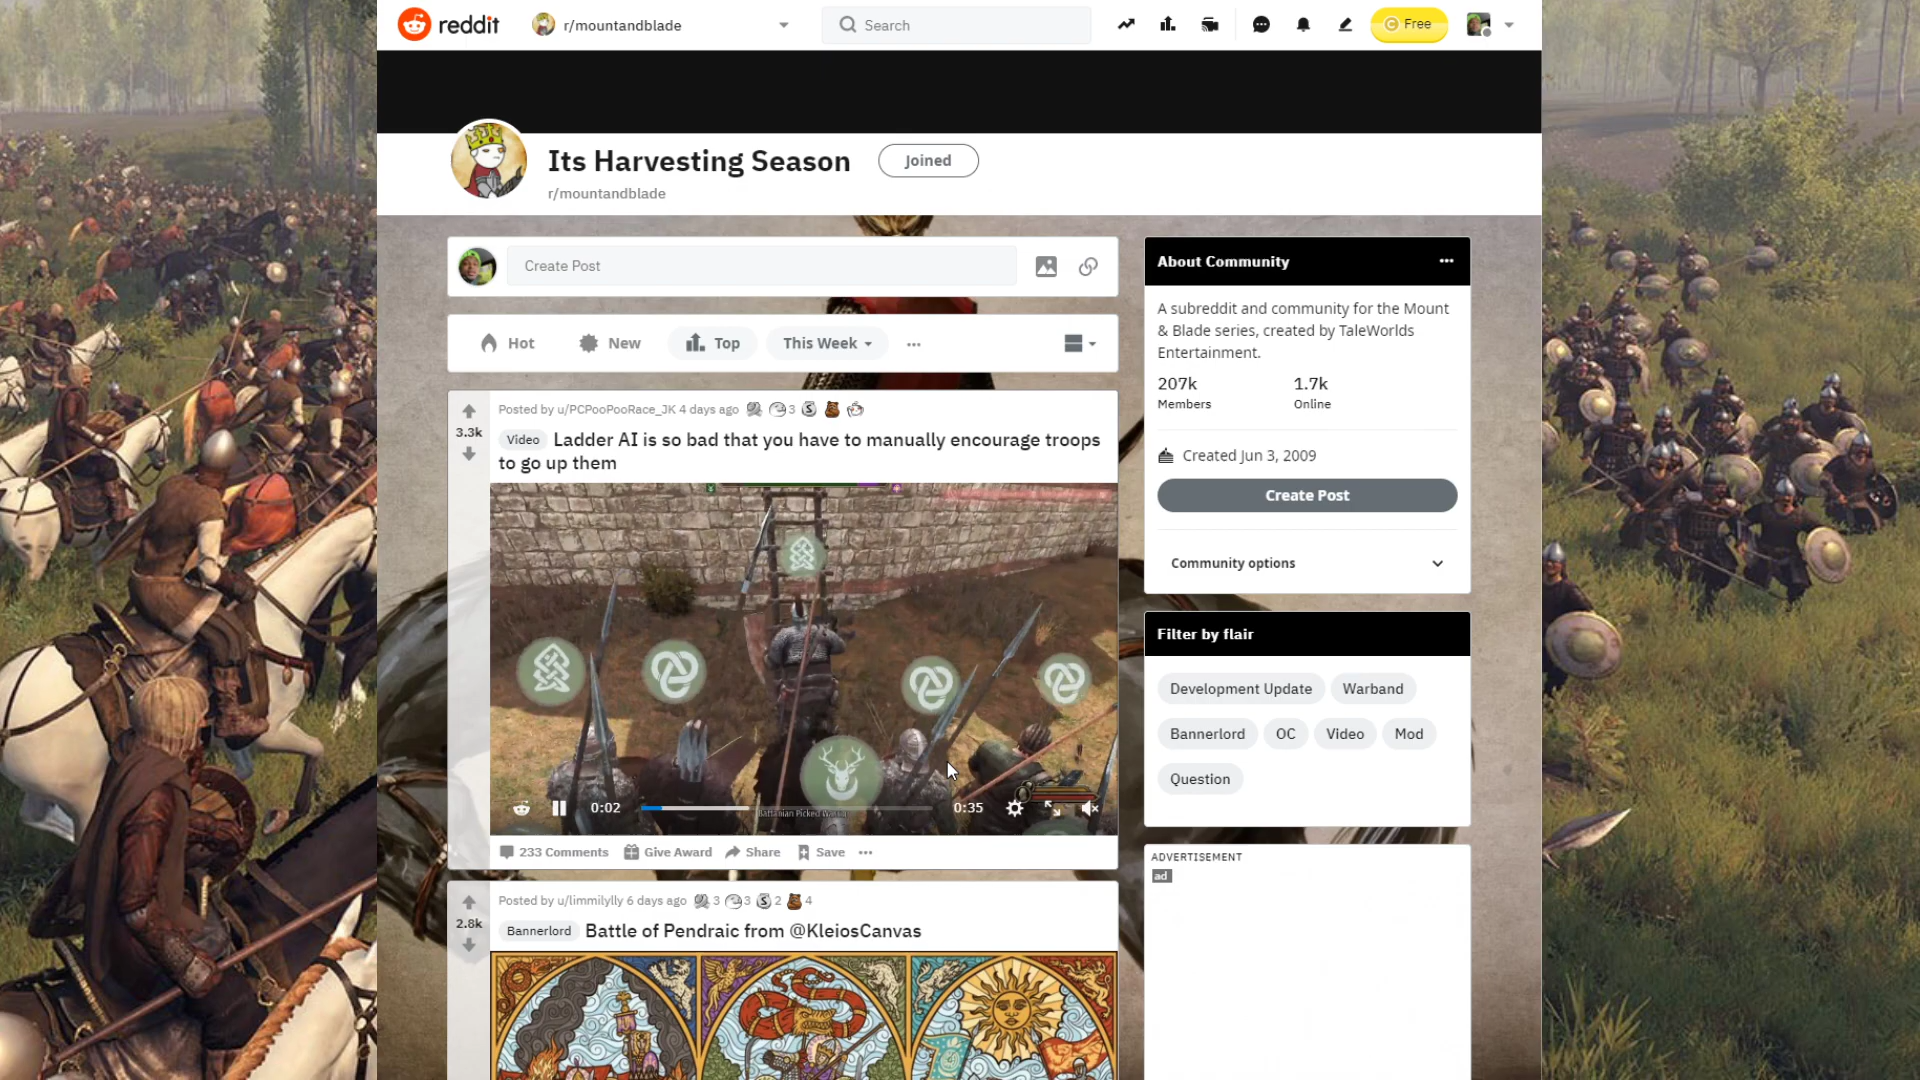 reddit
r/mountandblade
Search
Free
Its Harvesting Season
Joined
r/mountandblade
Create Post
Hot
New
Top
This Week
Posted by u/PCPooPooRace_JK 4 days ago
3
3.3k
Video
Ladder AI is so bad that you have to manually encourage troops
to go up them
0:02
0:35
233 Comments
Give Award
Share
Save
Posted by u/limmilylly 6 days ago
3
3
2
4
2.8k
Bannerlord
Battle of Pendraic from @KleiosCanvas
About Community
A subreddit and community for the Mount
& Blade series, created by TaleWorlds
Entertainment.
207k
1.7k
Members
Online
Created Jun 3, 2009
Create Post
Community options
Filter by flair
Development Update
Warband
Bannerlord
OC
Video
Mod
Question
ADVERTISEMENT
ad